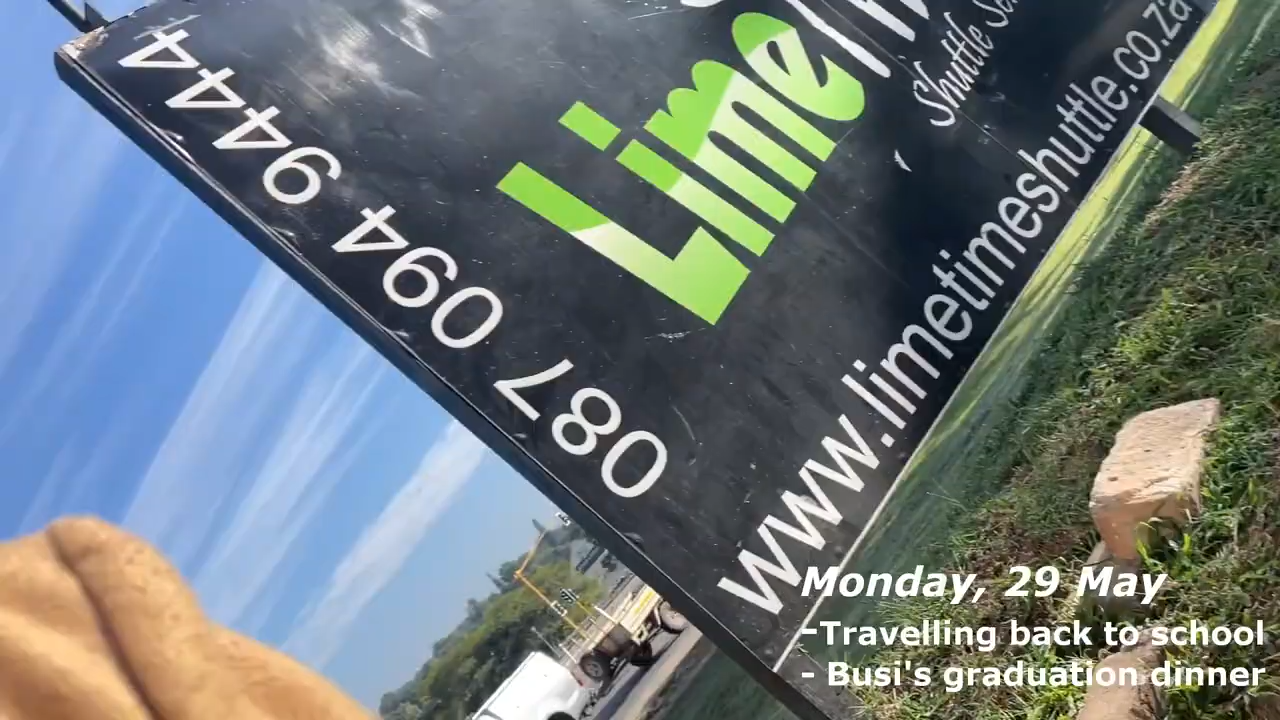 Lime
Shuttle
087 094 9444
www.limetimeshuttle.co.za
Monday, 29 May
-Travelling back to school
- Busi's graduation dinner